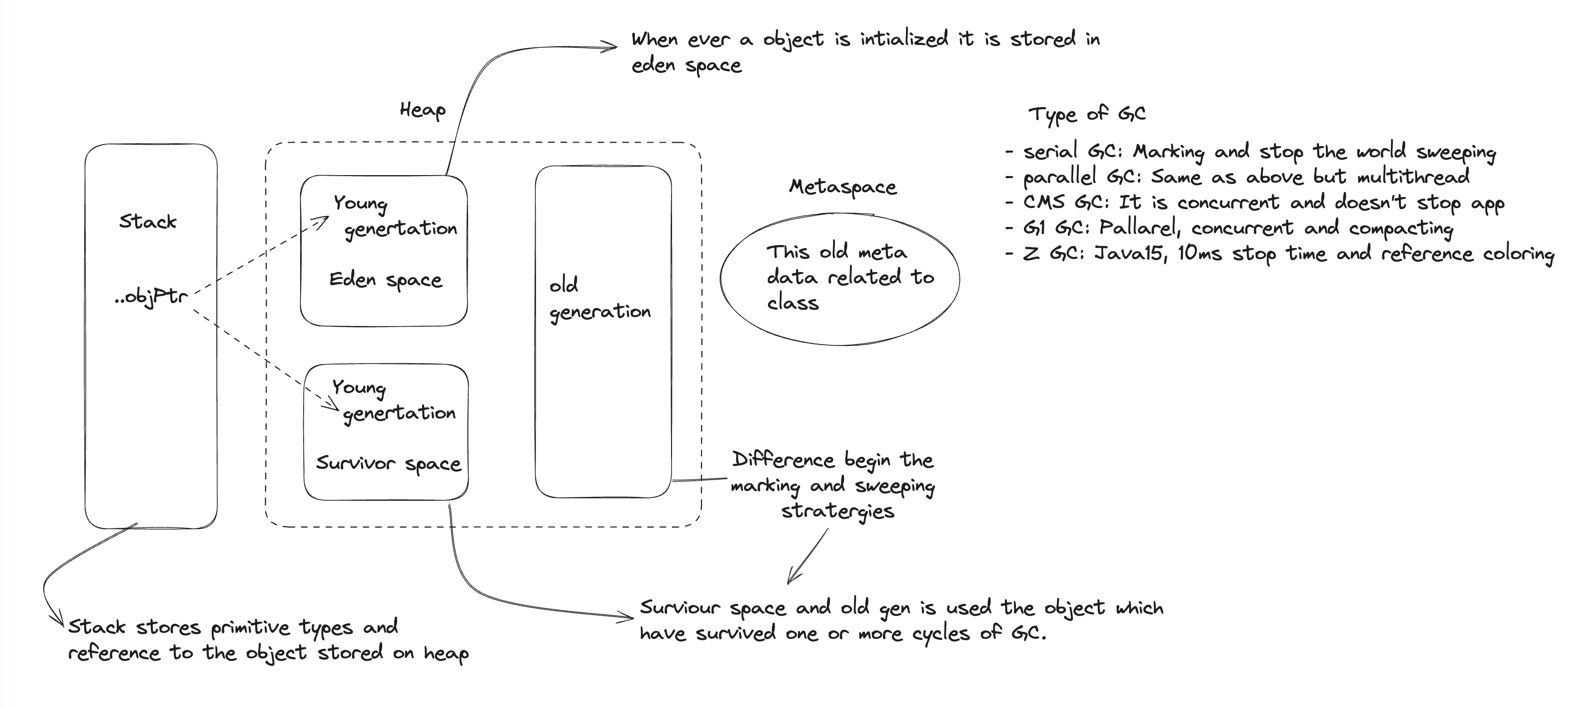 When ever a object is intialized it is stored in
eden space
Heap
Type of GC
- serial GC: Marking and stop the world sweeping
- parallel GC: Same as above but multithread
- CMS GC: It is concurrent and doesn't stop app
- G1 GC: Pallarel, concurrent and compacting
- Z GC: Java15, 10ms stop time and reference coloring
Stack
..objPtr
Young
genertation
Eden space
Young
genertation
Survivor space
old
generation
Metaspace
This old meta
data related to
class
Difference begin the
marking and sweeping
stratergies
Stack stores primitive types and
reference to the object stored on heap
Surviour space and old gen is used the object which
have survived one or more cycles of GC.